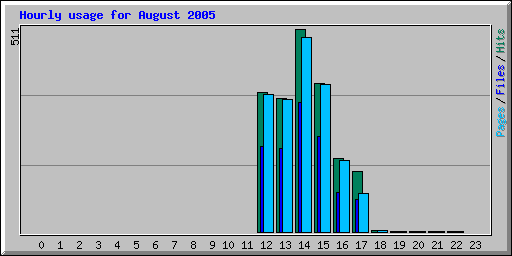 Hourly usage for August 2005
511
Pages / Files / Hits
0 1 2 3 4 5 6 7 8 9 10 11 12 13 14 15 16 17 18 19 20 21 22 23